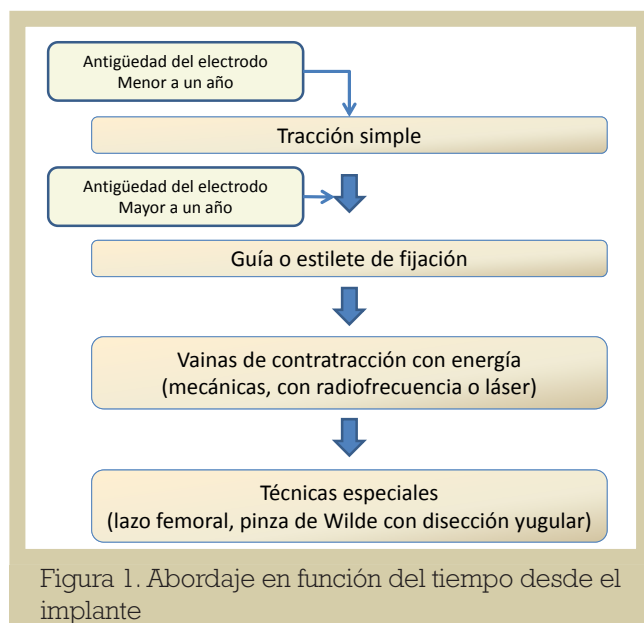 Antigüedad del electrodo
Menor a un año
Tracción simple
Antigüedad del electrodo
Mayor a un año
Guía o estilete de fijación
Vainas de contratracción con energía
(mecánicas, con radiofrecuencia o láser)
Técnicas especiales
(lazo femoral, pinza de Wilde con disección yugular)
Figura 1. Abordaje en función del tiempo desde el
implante